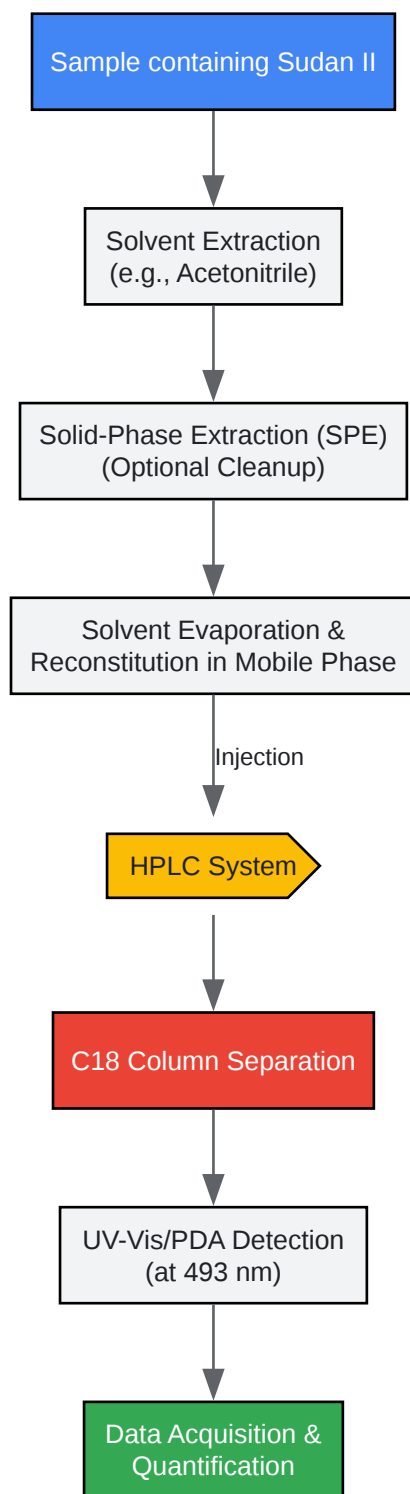 Sample containing Sudan II
Solvent Extraction
(e.g., Acetonitrile)
Solid-Phase Extraction (SPE)
(Optional Cleanup)
Solvent Evaporation &
Reconstitution in Mobile Phase
Injection
HPLC System
C18 Column Separation
UV-Vis/PDA Detection
(at 493 nm)
Data Acquisition &
Quantification